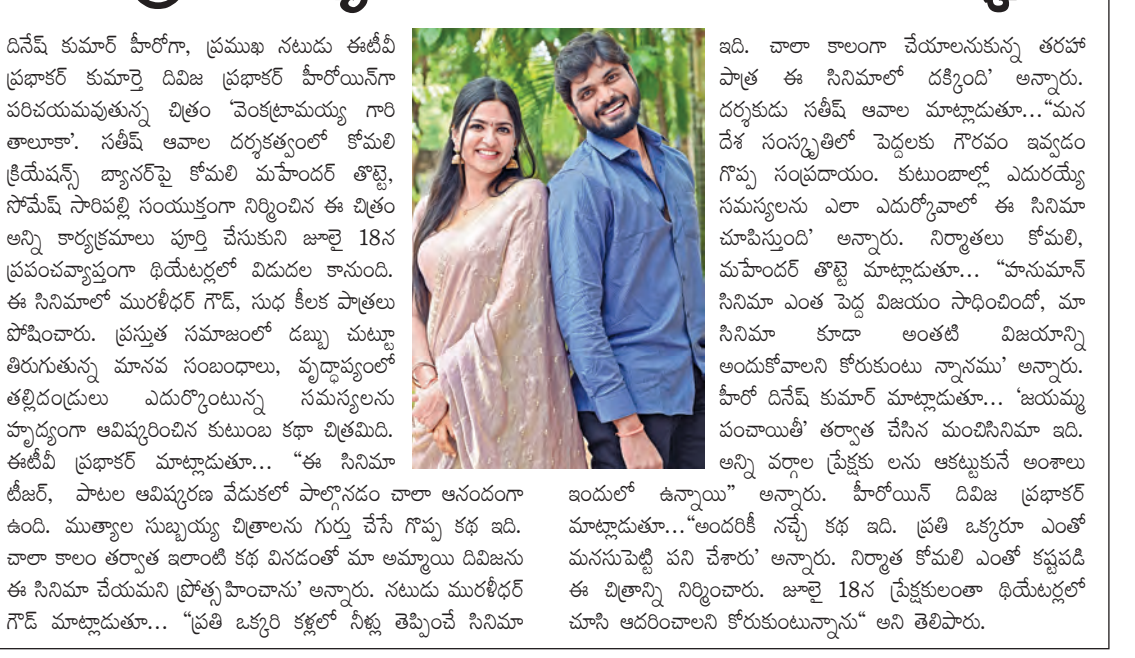 దినేష్ కుమార్ హీరోగా, ప్రముఖ నటుడు ఈటీవీ
ప్రభాకర్ కుమార్తె దివిజ ప్రభాకర్ హీరోయిన్‌గా
పరిచయమవుతున్న చిత్రం ‘వెంకట్రామయ్య గారి
తాలూకా’. సతీష్ ఆవాల దర్శకత్వంలో కోమలి
క్రియేషన్స్ బ్యానర్‌పై కోమలి మహేందర్ తొట్టె,
సోమేష్ సారిపల్లి సంయుక్తంగా నిర్మించిన ఈ చిత్రం
అన్ని కార్యక్రమాలు పూర్తి చేసుకుని జూలై 18న
ప్రపంచవ్యాప్తంగా థియేటర్లలో విడుదల కానుంది.
ఈ సినిమాలో మురళీధర్ గౌడ్, సుధ కీలక పాత్రలు
పోషించారు. ప్రస్తుత సమాజంలో డబ్బు చుట్టూ
తిరుగుతున్న మానవ సంబంధాలు, వృద్ధాప్యంలో
తల్లిదండ్రులు ఎదుర్కొంటున్న సమస్యలను
హృద్యంగా ఆవిష్కరించిన కుటుంబ కథా చిత్రమిది.
ఈటీవీ ప్రభాకర్ మాట్లాడుతూ... “ఈ సినిమా
టీజర్, పాటల ఆవిష్కరణ వేడుకలో పాల్గొనడం చాలా ఆనందంగా
ఉంది. ముత్యాల సుబ్బయ్య చిత్రాలను గుర్తు చేసే గొప్ప కథ ఇది.
చాలా కాలం తర్వాత ఇలాంటి కథ వినడంతో మా అమ్మాయి దివిజను
ఈ సినిమా చేయమని ప్రోత్సహించాను’ అన్నారు. నటుడు మురళీధర్
గౌడ్ మాట్లాడుతూ... “ప్రతి ఒక్కరి కళ్లలో నీళ్లు తెప్పించే సినిమా
ఇది. చాలా కాలంగా చేయాలనుకున్న తరహా
పాత్ర ఈ సినిమాలో దక్కింది’ అన్నారు.
దర్శకుడు సతీష్ ఆవాల మాట్లాడుతూ...“మన
దేశ సంస్కృతిలో పెద్దలకు గౌరవం ఇవ్వడం
గొప్ప సంప్రదాయం. కుటుంబాల్లో ఎదురయ్యే
సమస్యలను ఎలా ఎదుర్కోవాలో ఈ సినిమా
చూపిస్తుంది’ అన్నారు. నిర్మాతలు కోమలి,
మహేందర్ తొట్టె మాట్లాడుతూ... “హనుమాన్
సినిమా ఎంత పెద్ద విజయం సాధించిందో, మా
సినిమా కూడా అంతటి విజయాన్ని
అందుకోవాలని కోరుకుంటు న్నానము’ అన్నారు.
హీరో దినేష్ కుమార్ మాట్లాడుతూ... ‘జయమ్మ
పంచాయితీ’ తర్వాత చేసిన మంచిసినిమా ఇది.
అన్ని వర్గాల ప్రేక్షకు లను ఆకట్టుకునే అంశాలు
ఇందులో ఉన్నాయి” అన్నారు. హీరోయిన్ దివిజ ప్రభాకర్
మాట్లాడుతూ...“అందరికీ నచ్చే కథ ఇది. ప్రతి ఒక్కరూ ఎంతో
మనసుపెట్టి పని చేశారు’ అన్నారు. నిర్మాత కోమలి ఎంతో కష్టపడి
ఈ చిత్రాన్ని నిర్మించారు. జూలై 18న ప్రేక్షకులంతా థియేటర్లలో
చూసి ఆదరించాలని కోరుకుంటున్నాను“ అని తెలిపారు.